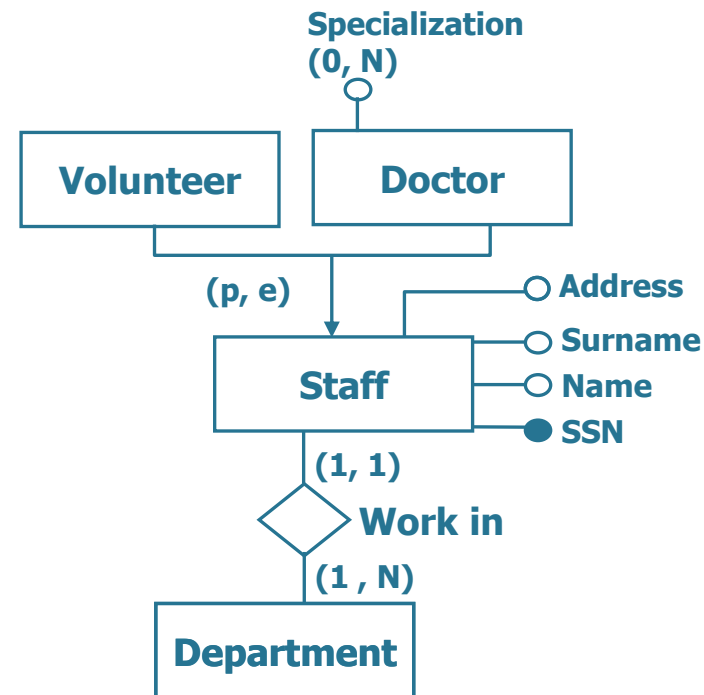 Specialization
(0, N)
Volunteer
Doctor
(p, e)
Address
Surname
Staff
Name
SSN
(1, 1)
Work in
(1 , N)
Department